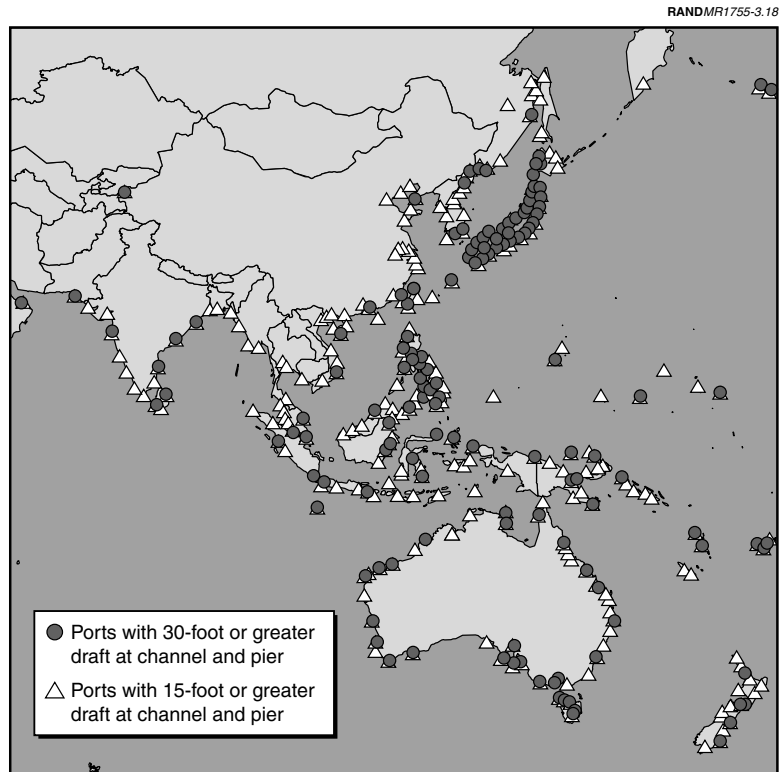 RANDMR1755-3.18
Ports with 30-foot or greater
draft at channel and pier
Ports with 15-foot or greater
draft at channel and pier